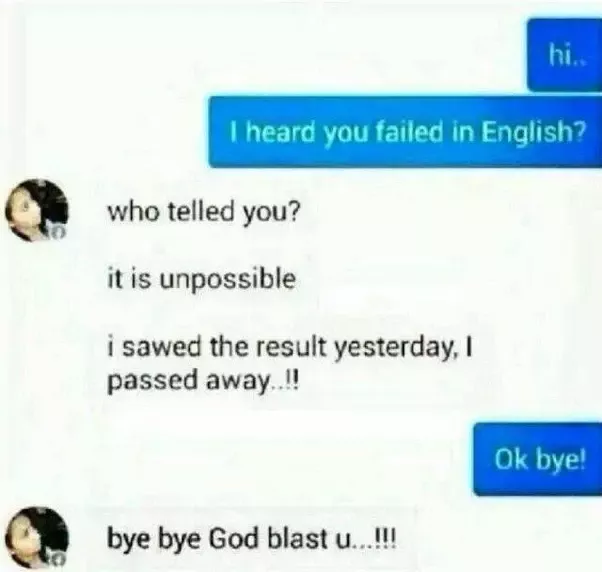 hi..
I heard you failed in English?
who telled you?
it is unpossible
i sawed the result yesterday, I
passed away..!!
Ok bye!
bye bye God blast u...!!!